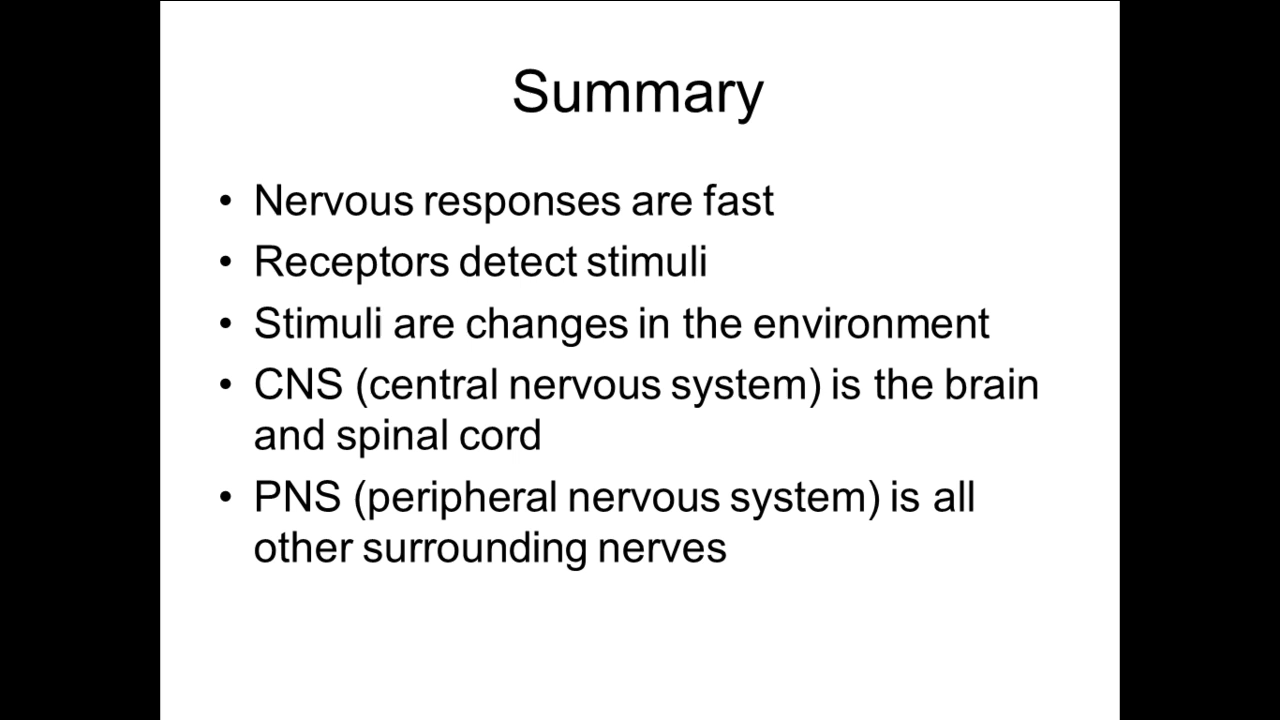 Summary
• Nervous responses are fast
• Receptors detect stimuli
• Stimuli are changes in the environment
• CNS (central nervous system) is the brain
and spinal cord
• PNS (peripheral nervous system) is all
other surrounding nerves